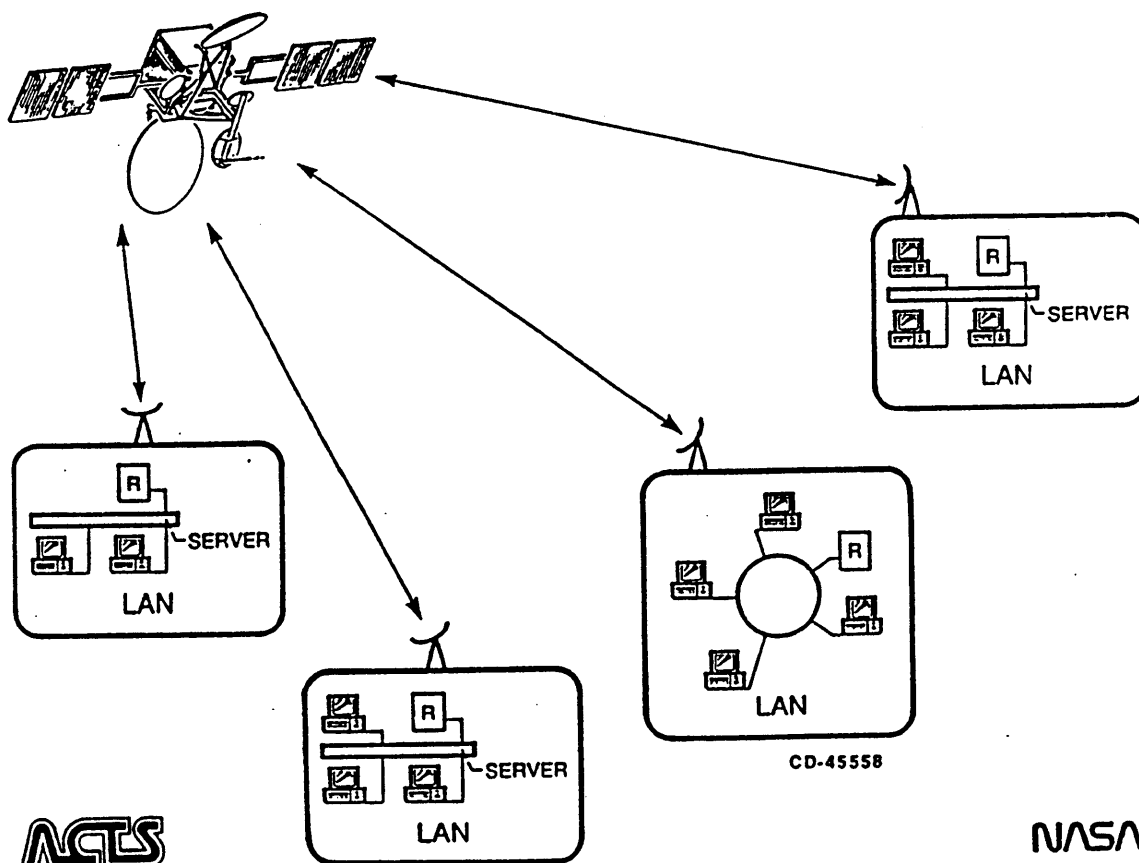 R
SERVER
LAN
R
SERVER
LAN
R
SERVER
LAN
R
LAN
CD-45558
ACTS
NASA